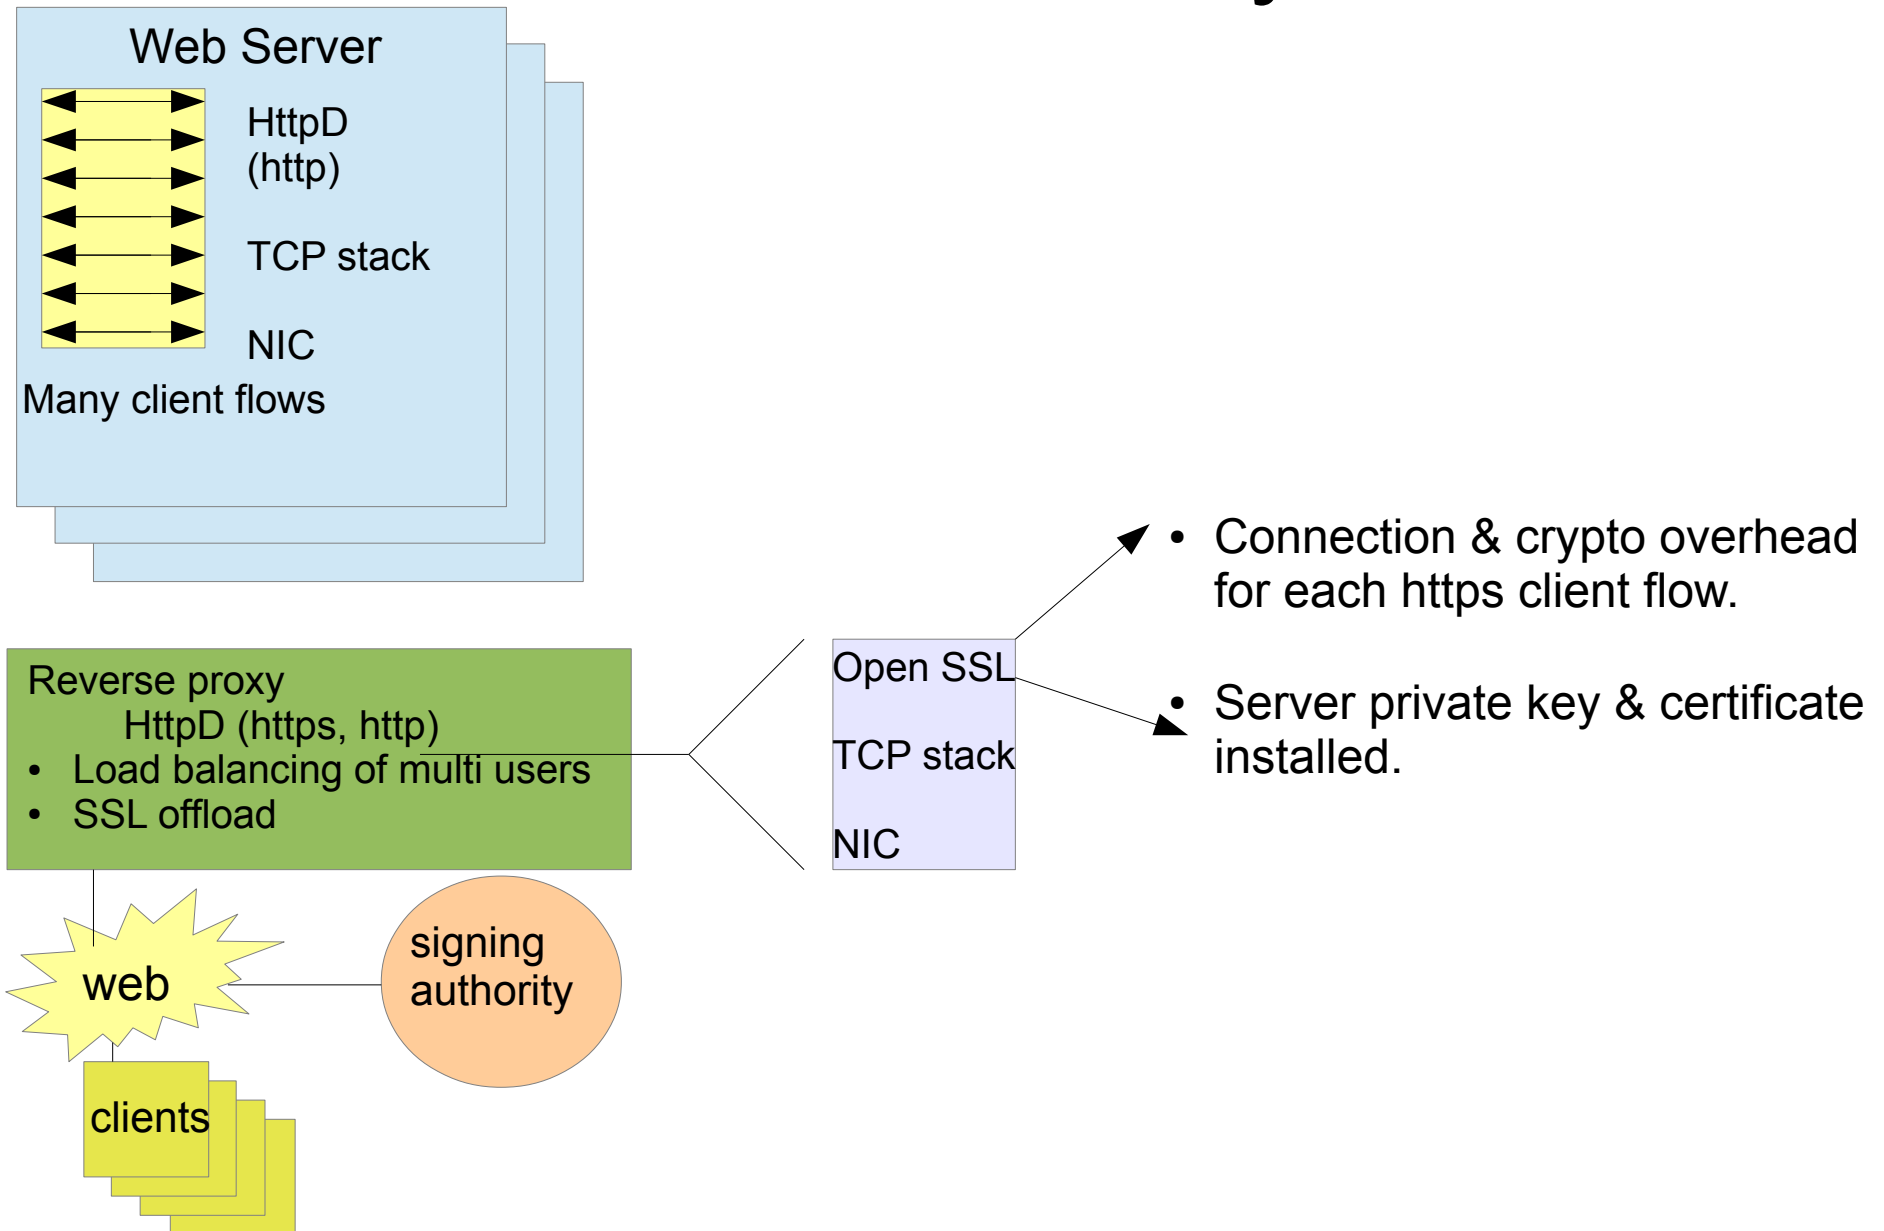 Web Server
HttpD
(http)
TCP stack
NIC
Many client flows
• Connection & crypto overhead
for each https client flow.
• Server private key & certificate
installed.
Reverse proxy
HttpD (https, http)
• Load balancing of multi users
• SSL offload
Open SSL
TCP stack
NIC
web
signing
authority
clients